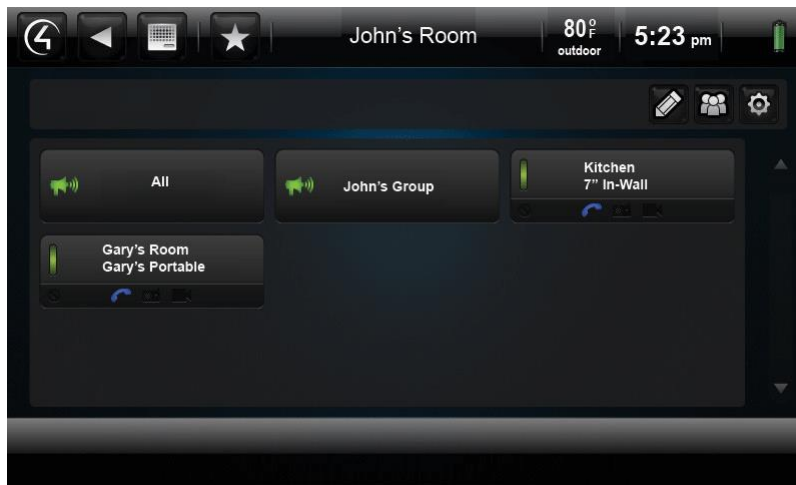 John's Room
80°F
outdoor
5:23 pm
All
John's Group
Kitchen
7” In-Wall
Gary's Room
Gary's Portable